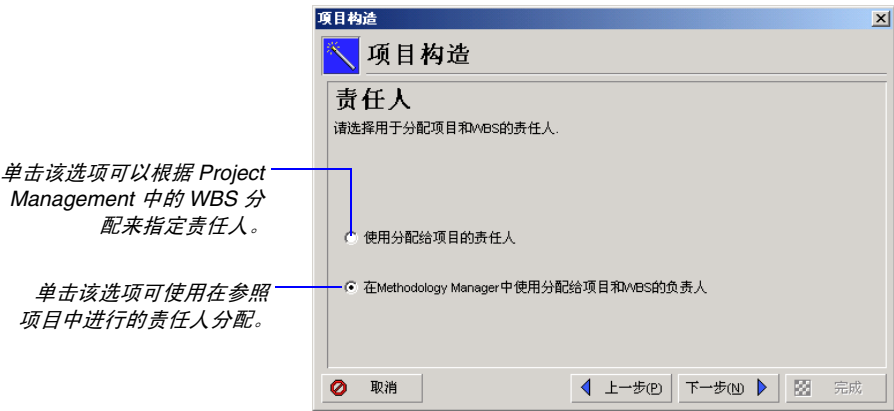 项目构造
项目构造
责任人
请选择用于分配项目和WBS的责任人.
单击该选项可以根据 Project
Management 中的 WBS 分
配来指定责任人。
使用分配给项目的责任人
单击该选项可使用在参照
项目中进行的责任人分配。
在Methodology Manager中使用分配给项目和WBS的负责人
取消
上一步(P)
下一步(N)
完成